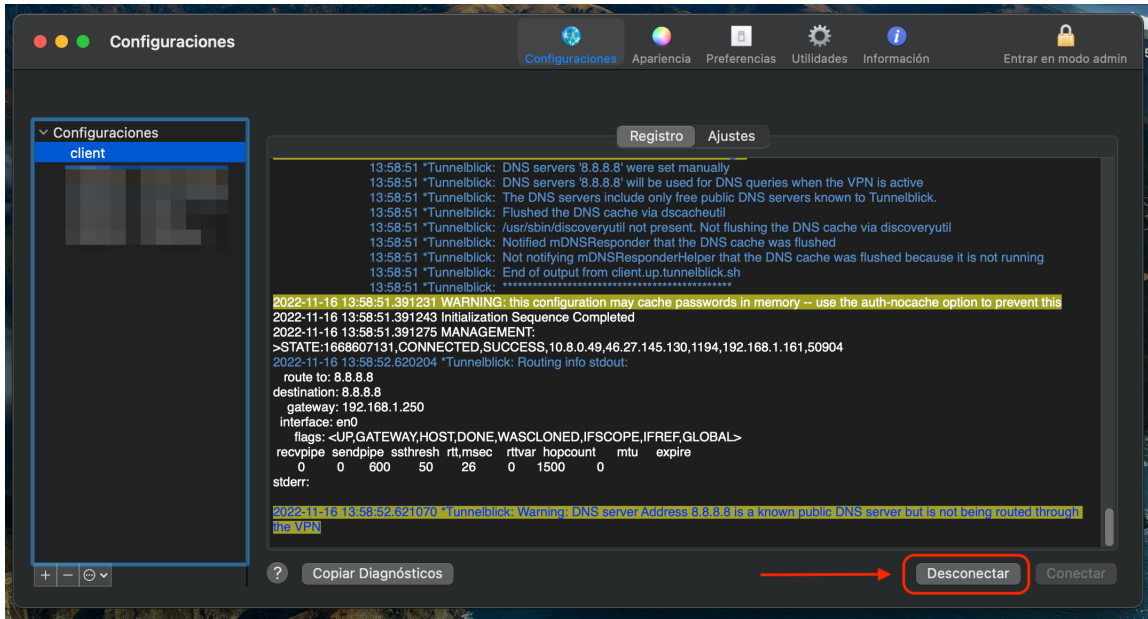 Configuraciones
Configuraciones
Apariencia
Preferencias
Utilidades
Información
Entrar en modo admin
Configuraciones
client
Registro
Ajustes
13:58:51 *Tunnelblick: DNS servers '8.8.8.8' were set manually
13:58:51 *Tunnelblick: DNS servers '8.8.8.8' will be used for DNS queries when the VPN is active
13:58:51 *Tunnelblick: The DNS servers include only free public DNS servers known to Tunnelblick.
13:58:51 *Tunnelblick: Flushed the DNS cache via dscacheutil
13:58:51 *Tunnelblick: /usr/sbin/discoveryutil not present. Not flushing the DNS cache via discoveryutil
13:58:51 *Tunnelblick: Notified mDNSResponder that the DNS cache was flushed
13:58:51 *Tunnelblick: Not notifying mDNSResponderHelper that the DNS cache was flushed because it is not running
13:58:51 *Tunnelblick: End of output from client.up.tunnelblick.sh
13:58:51 *Tunnelblick: **********************************************
2022-11-16 13:58:51.391231 WARNING: this configuration may cache passwords in memory -- use the auth-nocache option to prevent this
2022-11-16 13:58:51.391243 Initialization Sequence Completed
2022-11-16 13:58:51.391275 MANAGEMENT:
>STATE:1668607131,CONNECTED,SUCCESS,10.8.0.49,46.27.145.130,1194,192.168.1.161,50904
2022-11-16 13:58:52.620204 *Tunnelblick: Routing info stdout:
route to: 8.8.8.8
destination: 8.8.8.8
gateway: 192.168.1.250
interface: en0
flags: <UP,GATEWAY,HOST,DONE,WASCLONED,IFSCOPE,IFREF,GLOBAL>
recvpipe sendpipe ssthresh rtt,msec rttvar hopcount mtu expire
0 0 600 50 26 0 1500 0
stderr:
2022-11-16 13:58:52.621070 *Tunnelblick: Warning: DNS server Address 8.8.8.8 is a known public DNS server but is not being routed through
the VPN
+ −
? Copiar Diagnósticos
Desconectar
Conectar